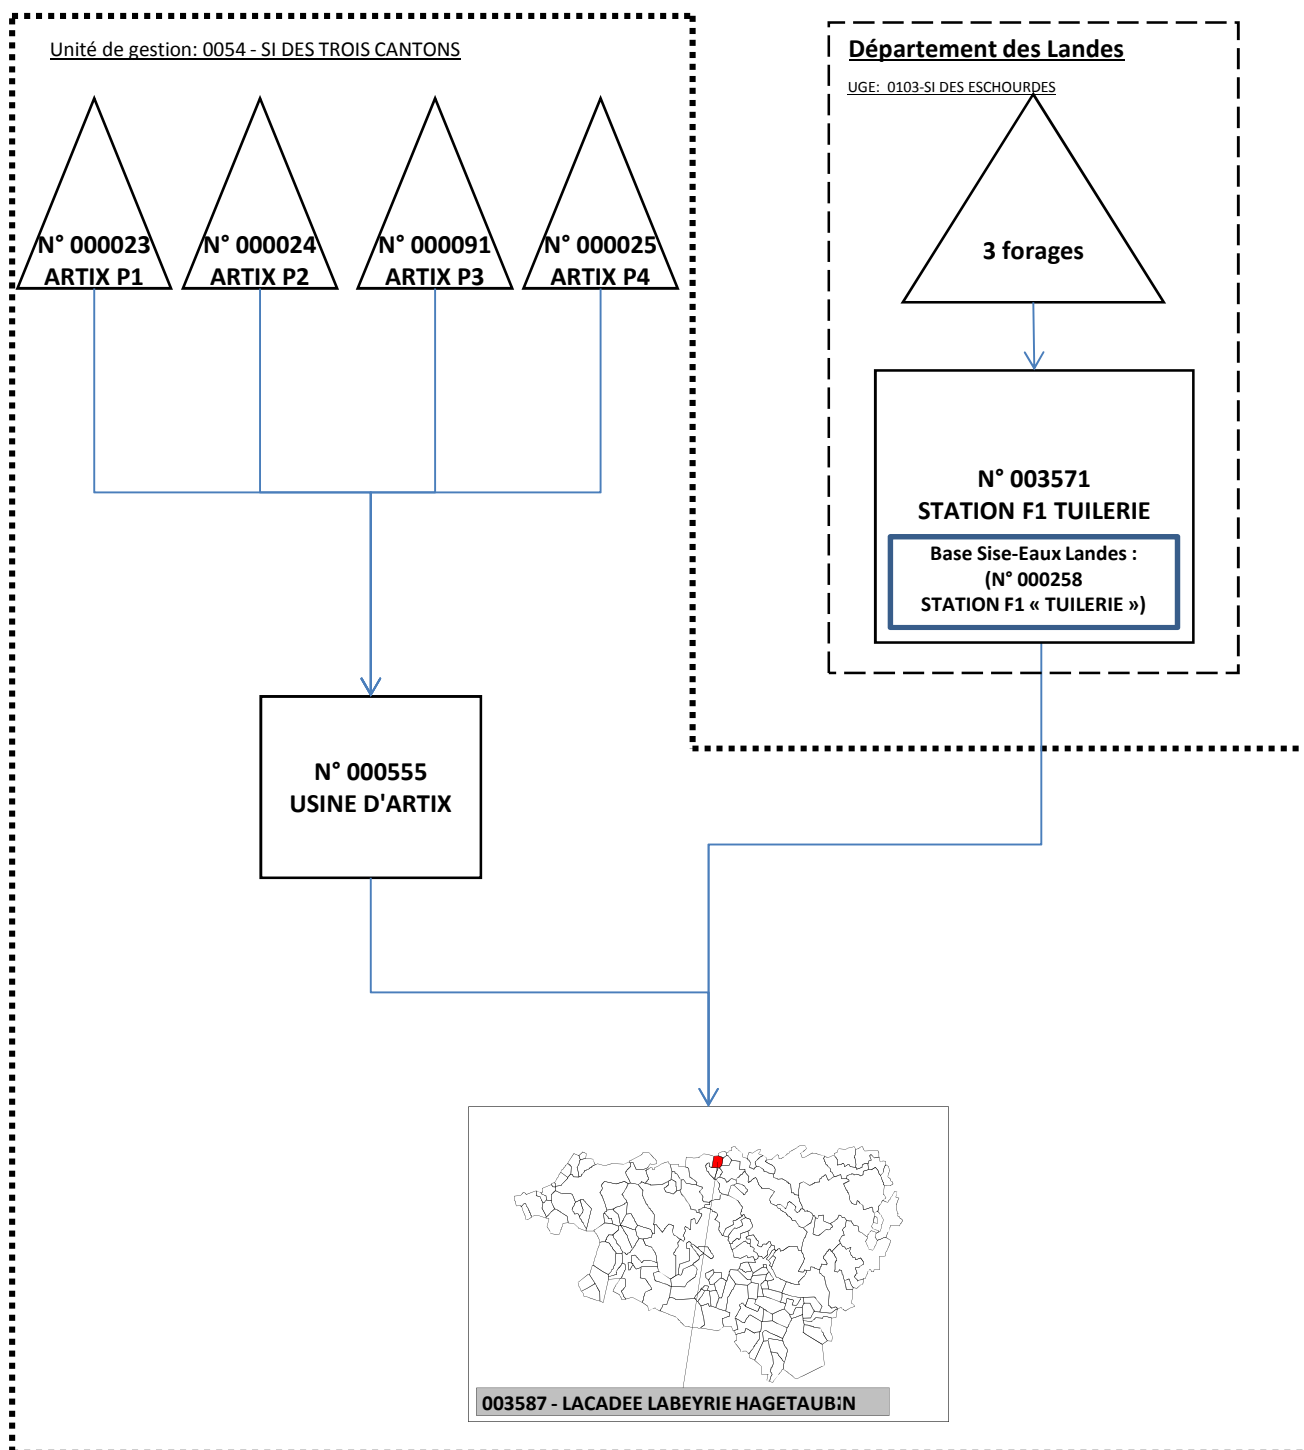 Unité de gestion: 0054 - SI DES TROIS CANTONS
Département des Landes
UGE: 0103-SI DES ESCHOURDES
N° 000023
ARTIX P1
N° 000024
ARTIX P2
N° 000091
ARTIX P3
N° 000025
ARTIX P4
3 forages
N° 003571
STATION F1 TUILERIE
Base Sise-Eaux Landes :
(N° 000258
STATION F1 « TUILERIE »)
N° 000555
USINE D'ARTIX
003587 - LACADEE LABEYRIE HAGETAUBIN